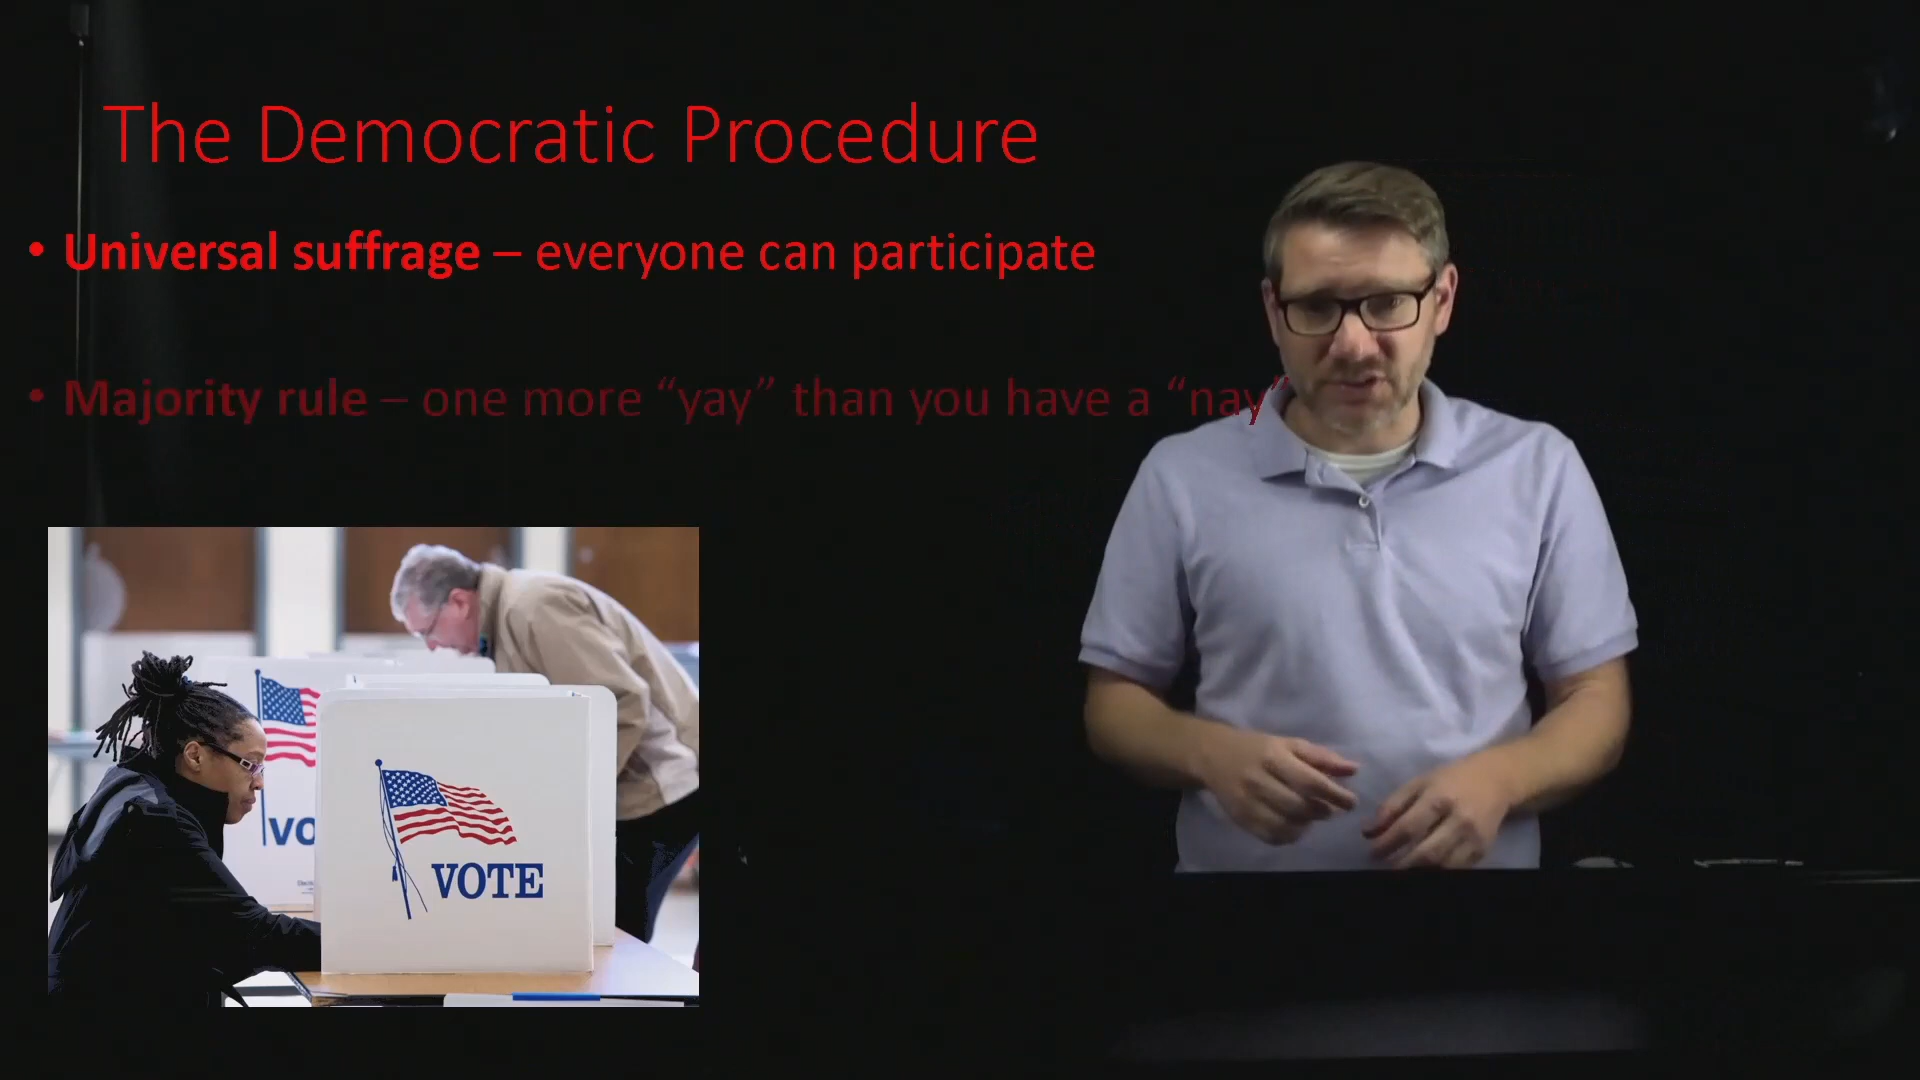 The Democratic Procedure
• Universal suffrage – everyone can participate
• Majority rule – one more “yay” than you have a “nay”
VO
VOTE